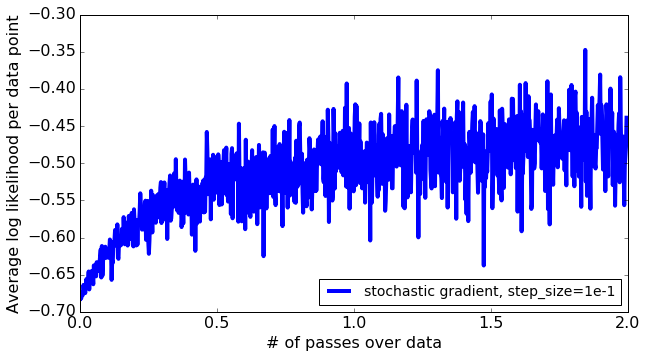 −0.30
−0.35
−0.40
−0.45
−0.50
−0.55
−0.60
−0.65
−0.70
Average log likelihood per data point
stochastic gradient, step_size=1e-1
0.0 0.5 1.0 1.5 2.0
# of passes over data